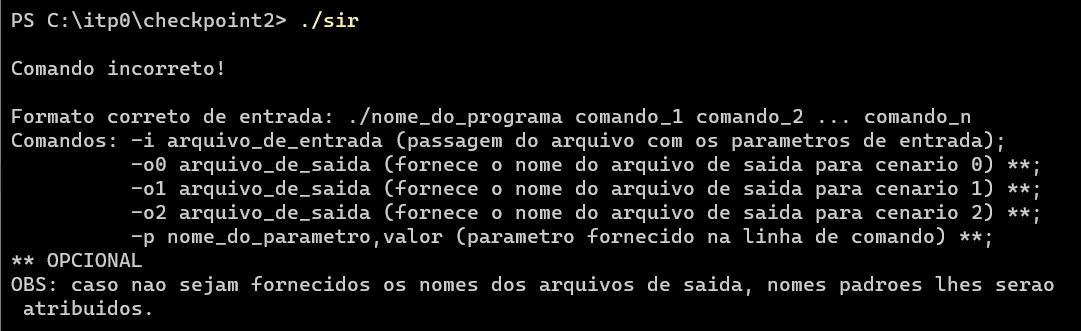 PS C:\itp0\checkpoint2> ./sir
Comando incorreto!
Formato correto de entrada: ./nome_do_programa comando_1 comando_2 ... comando_n
Comandos: -i arquivo_de_entrada (passagem do arquivo com os parametros de entrada);
-o0 arquivo_de_saida (fornece o nome do arquivo de saida para cenario 0) **;
-o1 arquivo_de_saida (fornece o nome do arquivo de saida para cenario 1) **;
-o2 arquivo_de_saida (fornece o nome do arquivo de saida para cenario 2) **;
-p nome_do_parametro,valor (parametro fornecido na linha de comando) **;
** OPCIONAL
OBS: caso nao sejam fornecidos os nomes dos arquivos de saida, nomes padroes lhes serao
atribuidos.